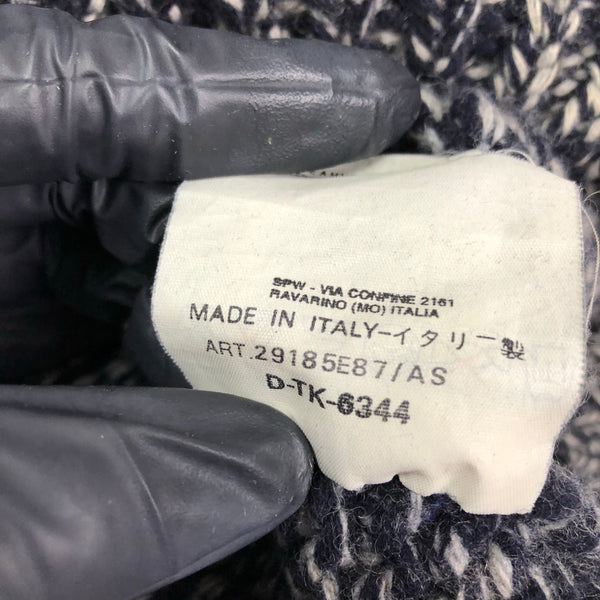 SPW - VIA CONFINE 2161
RAVARINO (MO) ITALIA
MADE IN ITALY-イタリー製
ART.29185E87/AS
D-TK-6344